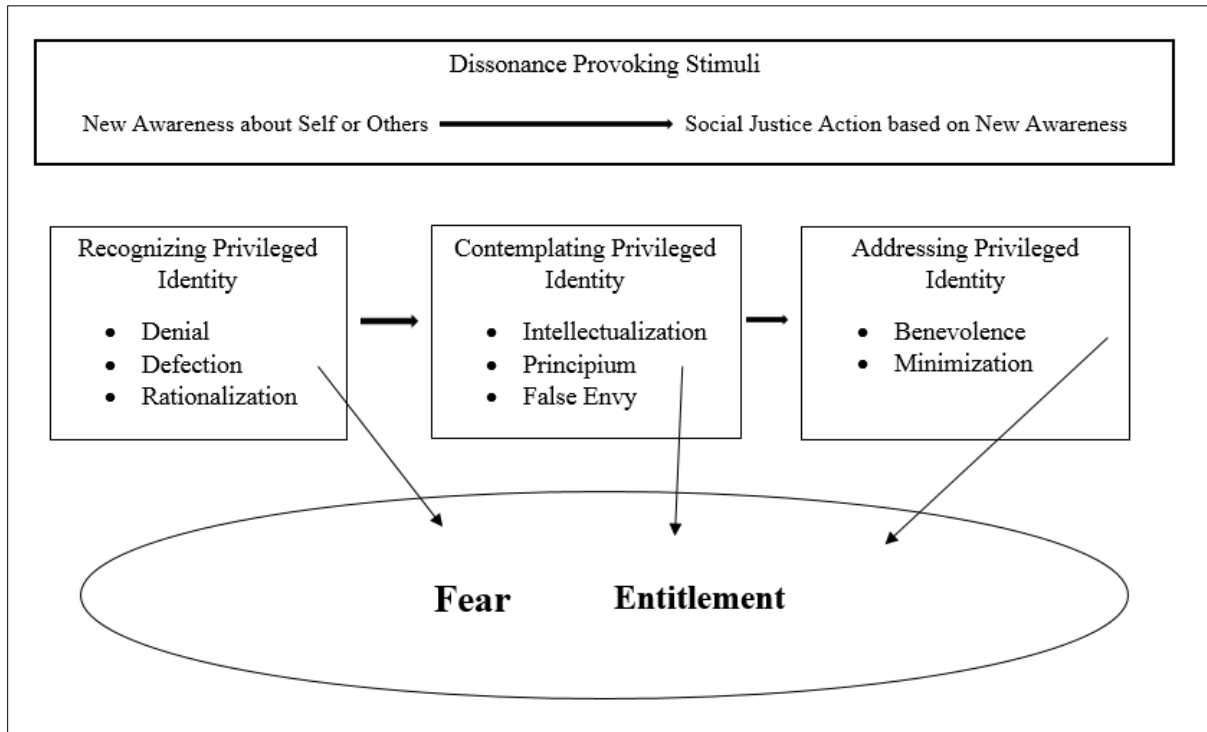 Dissonance Provoking Stimuli
New Awareness about Self or Others
Social Justice Action based on New Awareness
Recognizing Privileged
Identity
• Denial
• Defection
• Rationalization
Contemplating Privileged
Identity
• Intellectualization
• Principium
• False Envy
Addressing Privileged
Identity
• Benevolence
• Minimization
Fear
Entitlement